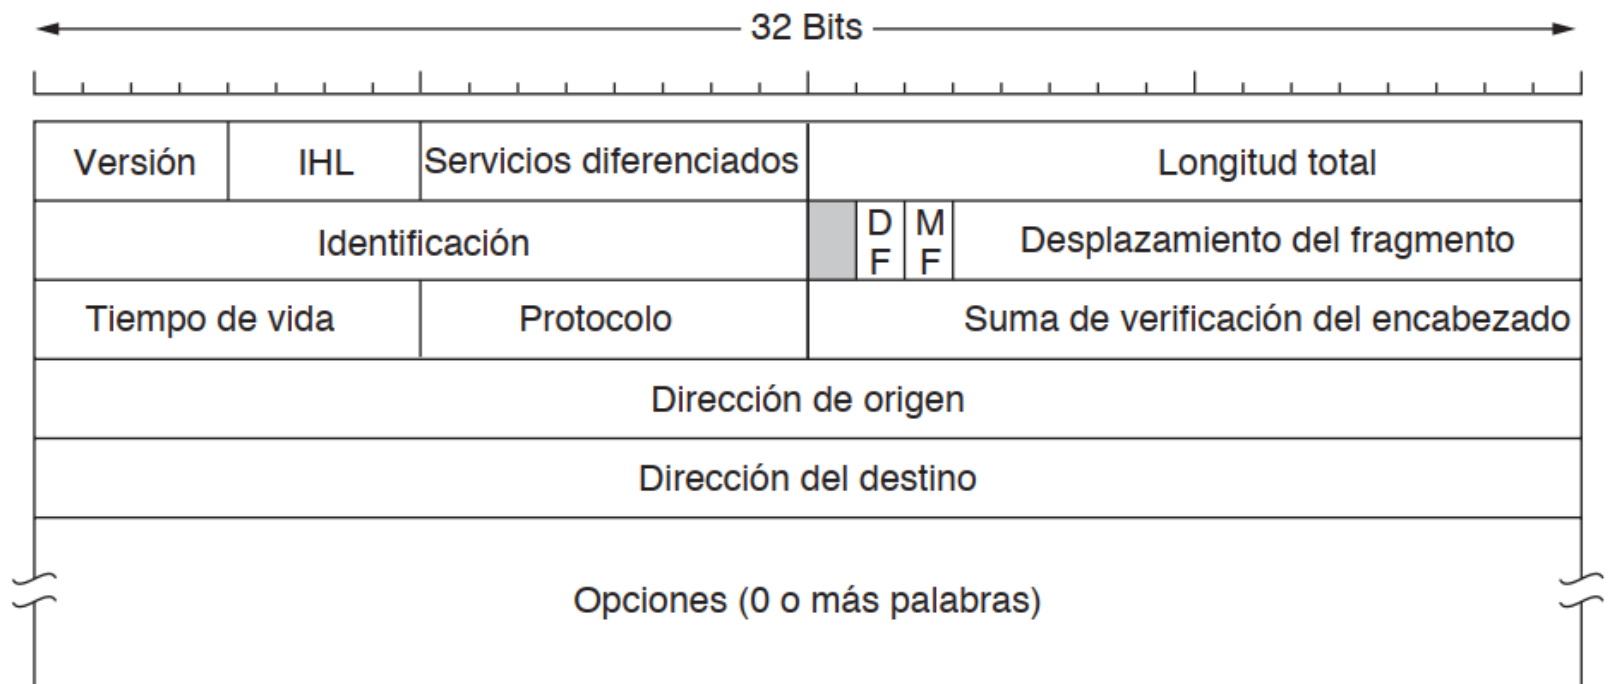 32 Bits
Versión IHL Servicios diferenciados Longitud total
Identificación D F M F Desplazamiento del fragmento
Tiempo de vida Protocolo Suma de verificación del encabezado
Dirección de origen
Dirección del destino
Opciones (0 o más palabras)